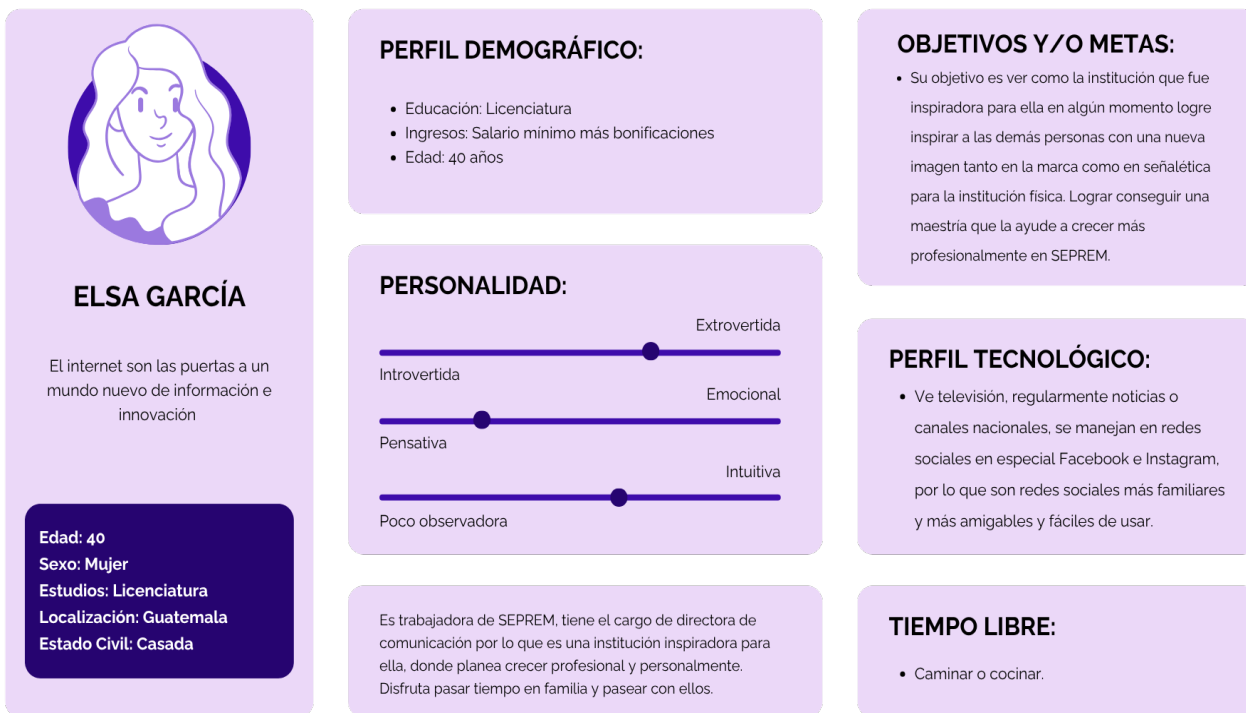 ELSA GARCÍA
El internet son las puertas a un
mundo nuevo de información e
innovación
Edad: 40
Sexo: Mujer
Estudios: Licenciatura
Localización: Guatemala
Estado Civil: Casada
PERFIL DEMOGRÁFICO:
• Educación: Licenciatura
• Ingresos: Salario mínimo más bonificaciones
• Edad: 40 años
PERSONALIDAD:
Extrovertida
Introvertida
Emocional
Pensativa
Intuitiva
Poco observadora
Es trabajadora de SEPREM, tiene el cargo de directora de
comunicación por lo que es una institución inspiradora para
ella, donde planea crecer profesional y personalmente.
Disfruta pasar tiempo en familia y pasear con ellos.
OBJETIVOS Y/O METAS:
• Su objetivo es ver como la institución que fue
inspiradora para ella en algún momento logre
inspirar a las demás personas con una nueva
imagen tanto en la marca como en señalética
para la institución física. Lograr conseguir una
maestría que la ayude a crecer más
profesionalmente en SEPREM.
PERFIL TECNOLÓGICO:
• Ve televisión, regularmente noticias o
canales nacionales, se manejan en redes
sociales en especial Facebook e Instagram,
por lo que son redes sociales más familiares
y más amigables y fáciles de usar.
TIEMPO LIBRE:
• Caminar o cocinar.